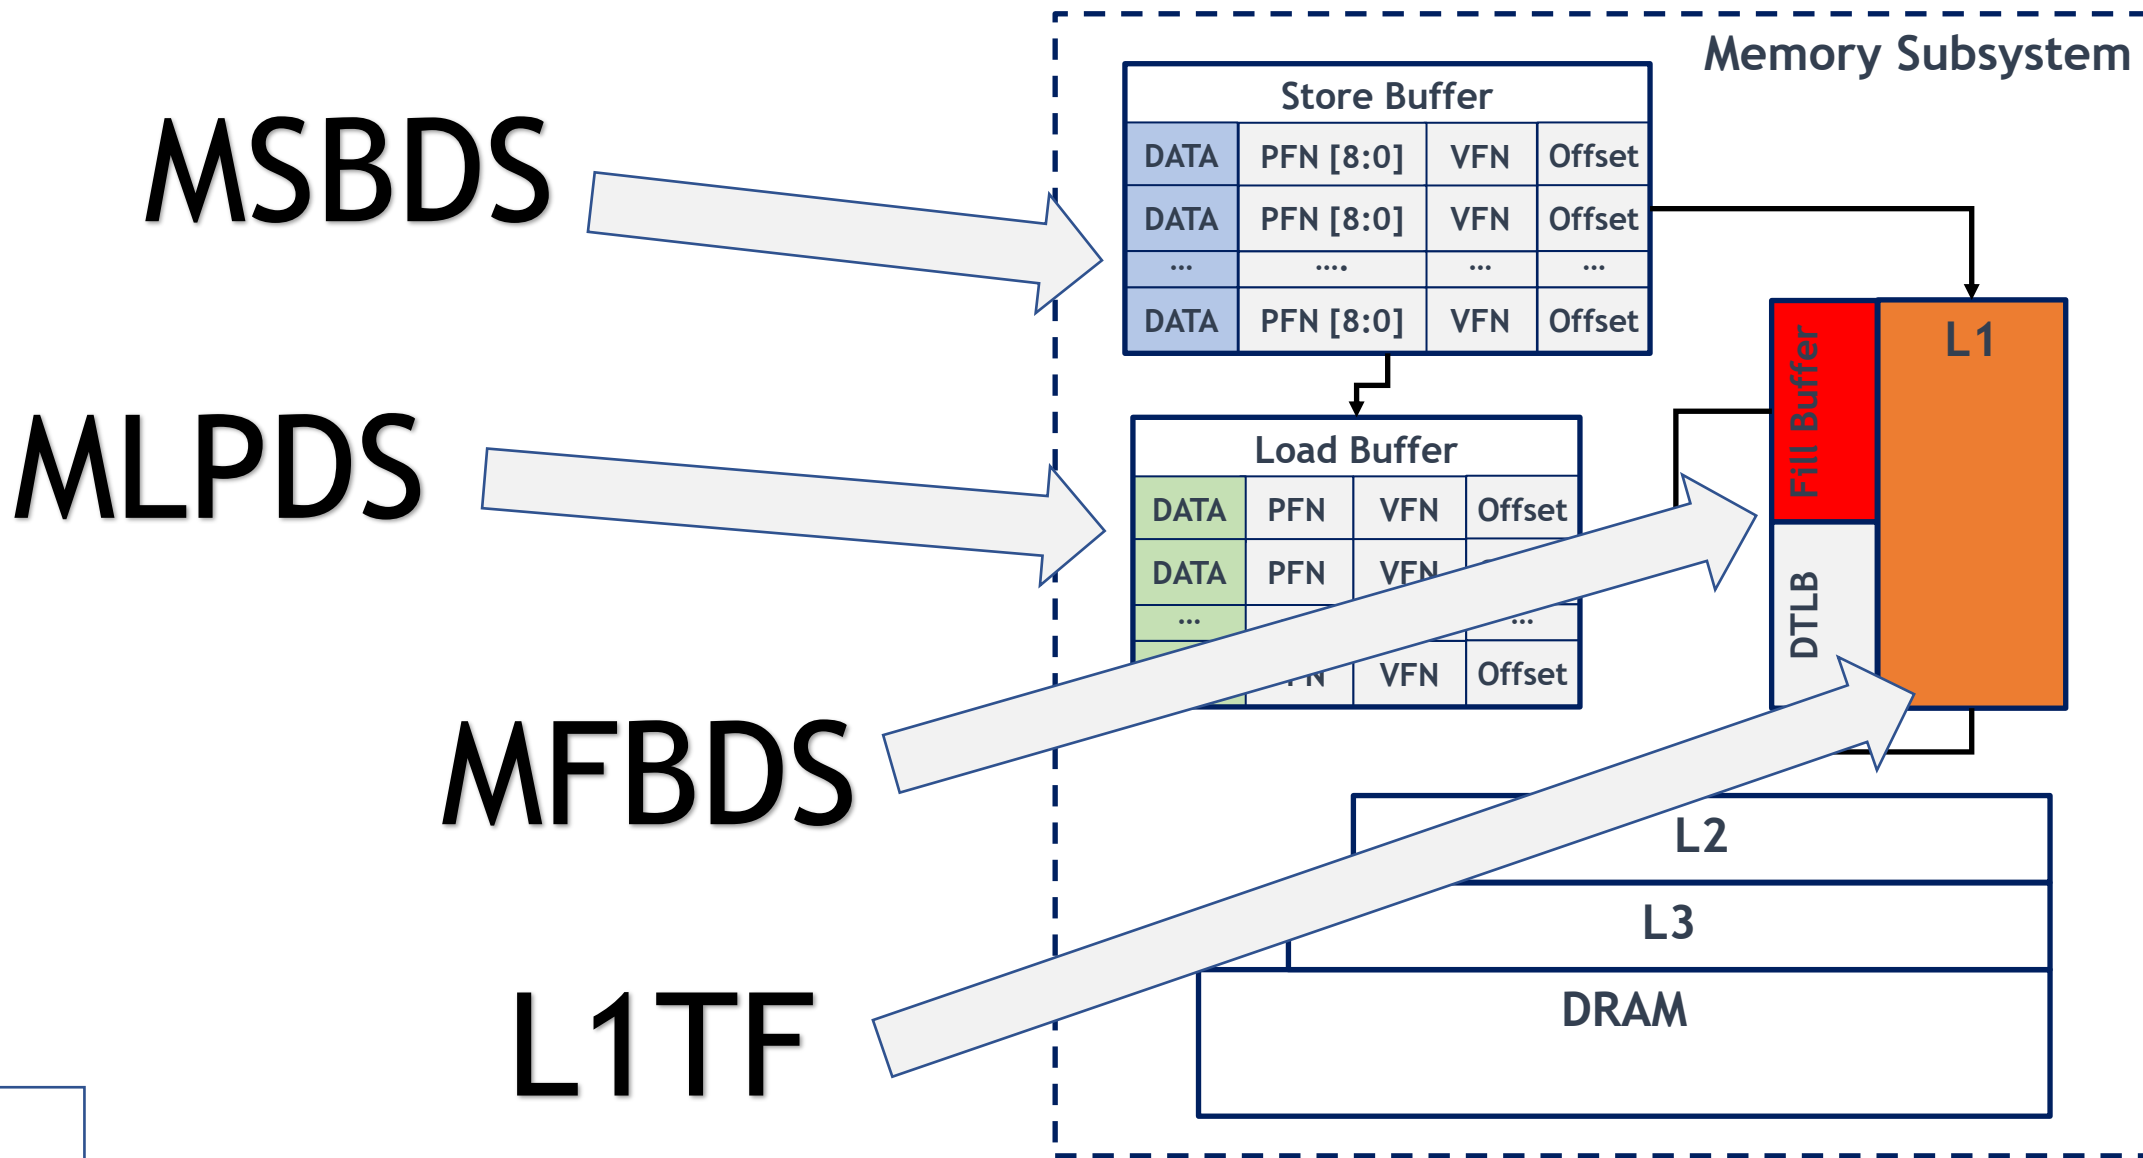 Memory Subsystem
MSBDS
MLPDS
MFBDS
L1TF
Store Buffer
DATA PFN [8:0] VFN Offset
DATA PFN [8:0] VFN Offset
... .... ... ...
DATA PFN [8:0] VFN Offset
Load Buffer
DATA PFN VFN Offset
DATA PFN VFN
... ...
VFN Offset
Fill Buffer
DTLB
L1
L2
L3
DRAM